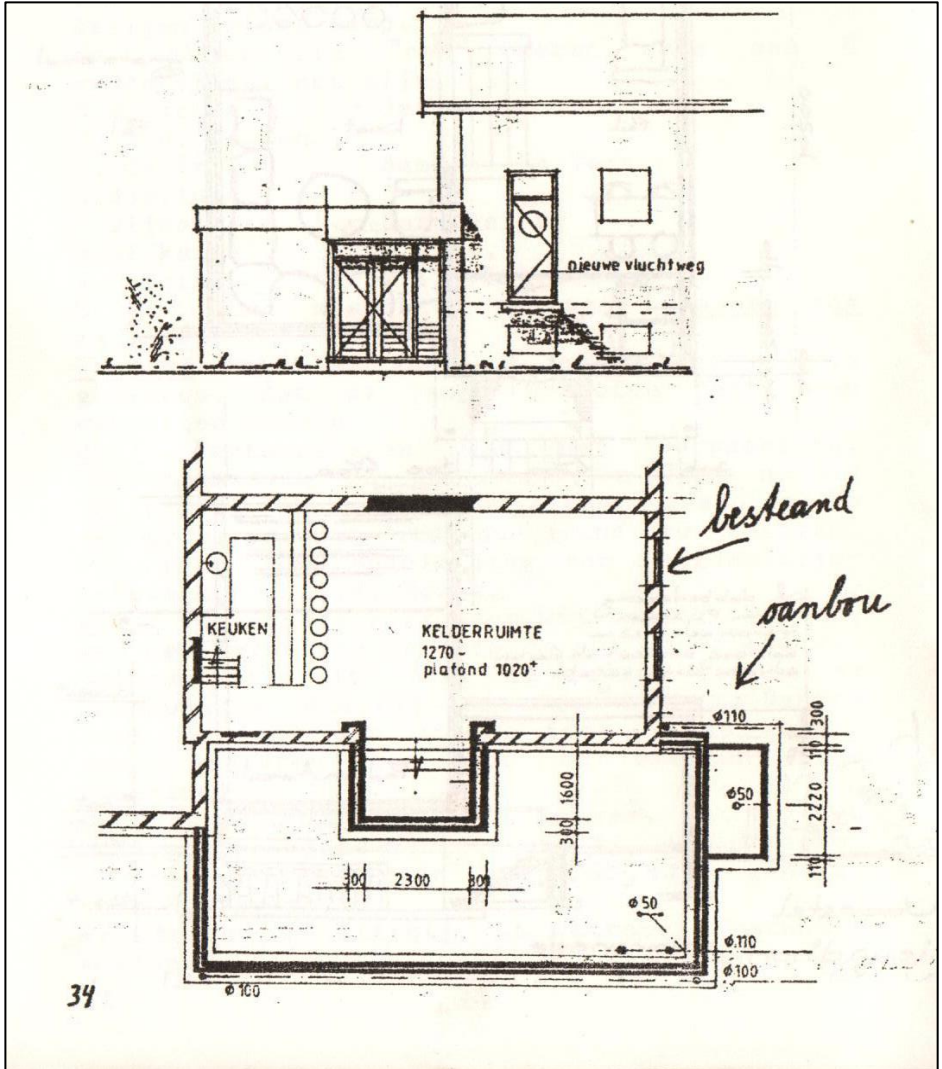 nieuwe vluchtweg
besteand
oanbou
KEUKEN
KELDERRUIMTE
1270-
plafond 1020+
ø110
300
110
ø50
2220
110
1600
300
300 2300 300
ø50
ø110
ø100
ø100
34